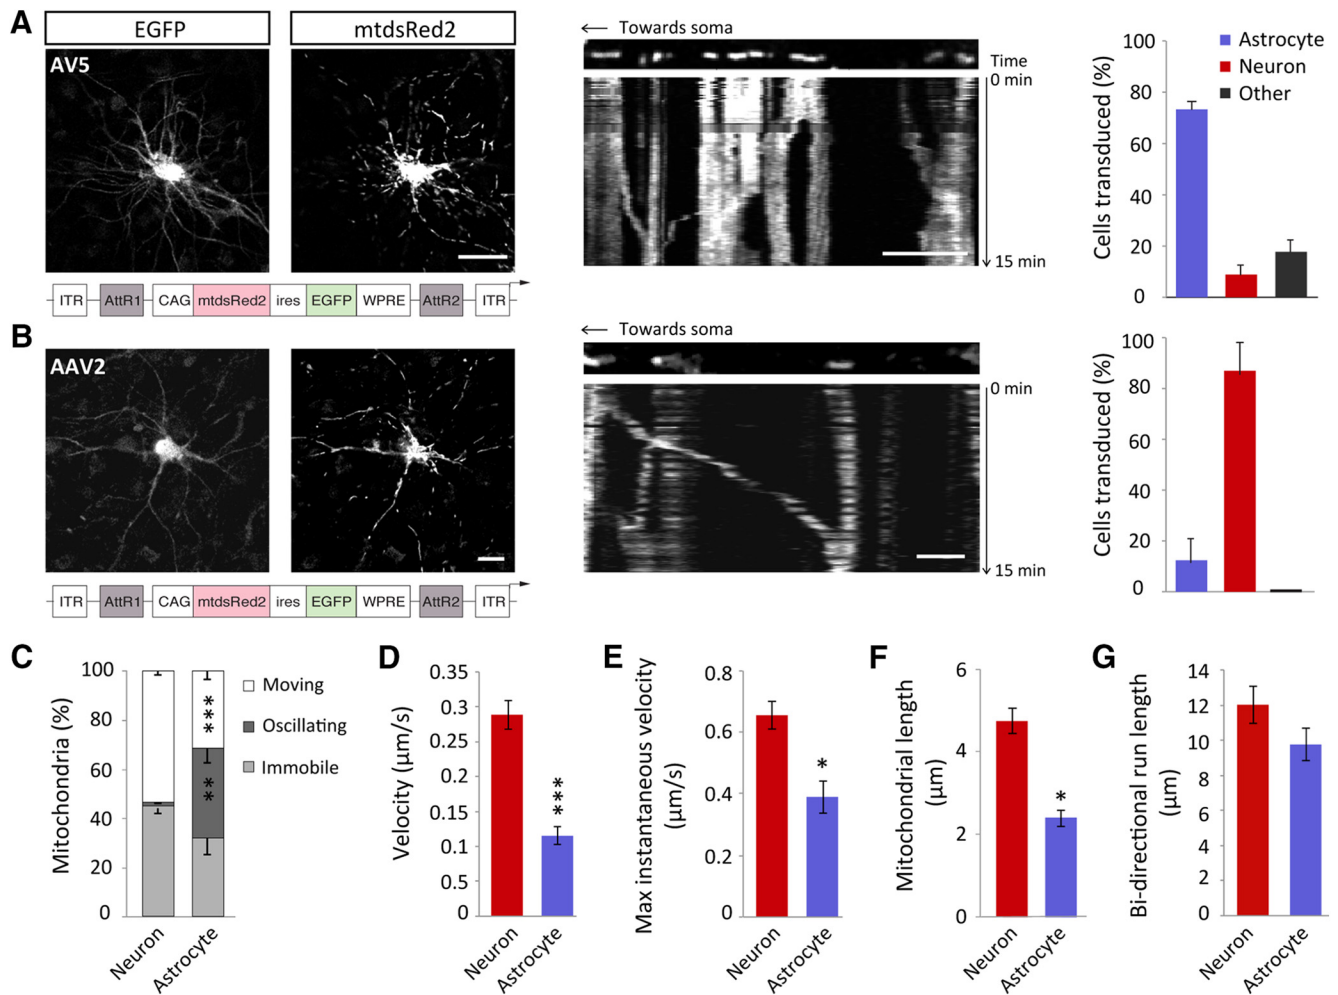 A
EGFP
mtdsRed2
AV5
ITR AttR1 CAG mtdsRed2 ires EGFP WPRE AttR2 ITR
← Towards soma
Time
0 min
15 min
Cells transduced (%)
100
80
60
40
20
0
Astrocyte
Neuron
Other
B
AAV2
ITR AttR1 CAG mtdsRed2 ires EGFP WPRE AttR2 ITR
← Towards soma
0 min
15 min
Cells transduced (%)
100
80
60
40
20
0
C
Mitochondria (%)
100
80
60
40
20
0
***
**
Moving
Oscillating
Immobile
Neuron
Astrocyte
D
Velocity (µm/s)
0.35
0.3
0.25
0.2
0.15
0.1
0.5
0
***
Neuron
Astrocyte
E
Max instantaneous velocity
(µm/s)
0.8
0.6
0.4
0.2
0
*
Neuron
Astrocyte
F
Mitochondrial length
(µm)
6
4
2
0
*
Neuron
Astrocyte
G
Bi-directional run length
(µm)
14
12
10
8
6
4
2
0
Neuron
Astrocyte